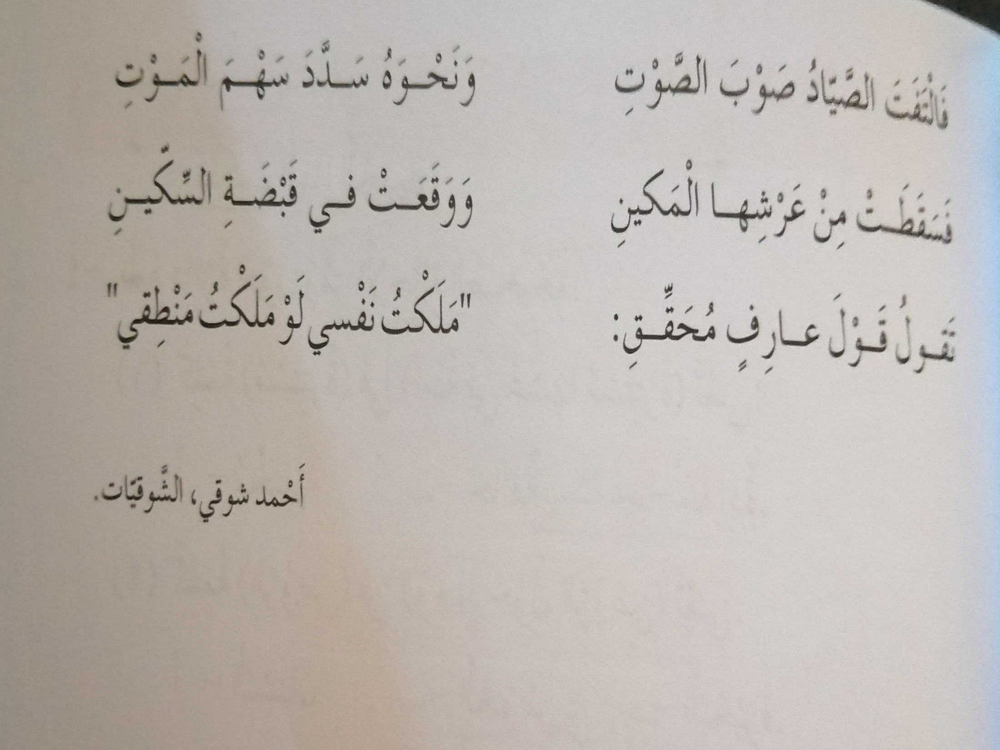 فَالْتَفَتَ الصَّيّادُ صَوْبَ الصَّوْتِ وَنَحْوَهُ سَدَّدَ سَهْمَ الْمَوْتِ
فَسَقَطَتْ مِنْ عَرْشِها الْمَكينِ وَوَقَعَتْ في قَبْضَةِ السِّكّينِ
تَقولُ قَوْلَ عارِفٍ مُحَقِّقِ: "مَلَكْتُ نَفْسي لَوْ مَلَكْتُ مَنْطِقي"
أَحْمد شوقي، الشَّوقيّات.